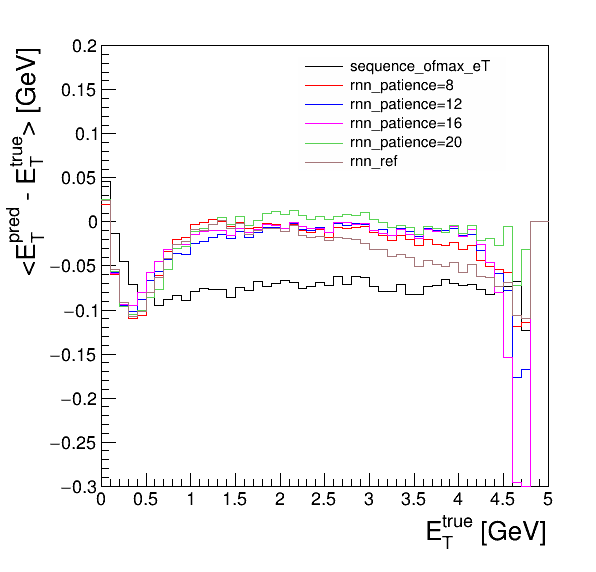 <E_T^pred - E_T^true> [GeV]
0.2
0.15
0.1
0.05
0
−0.05
−0.1
−0.15
−0.2
−0.25
−0.3
sequence_ofmax_eT
rnn_patience=8
rnn_patience=12
rnn_patience=16
rnn_patience=20
rnn_ref
0 0.5 1 1.5 2 2.5 3 3.5 4 4.5 5
E_T^true [GeV]